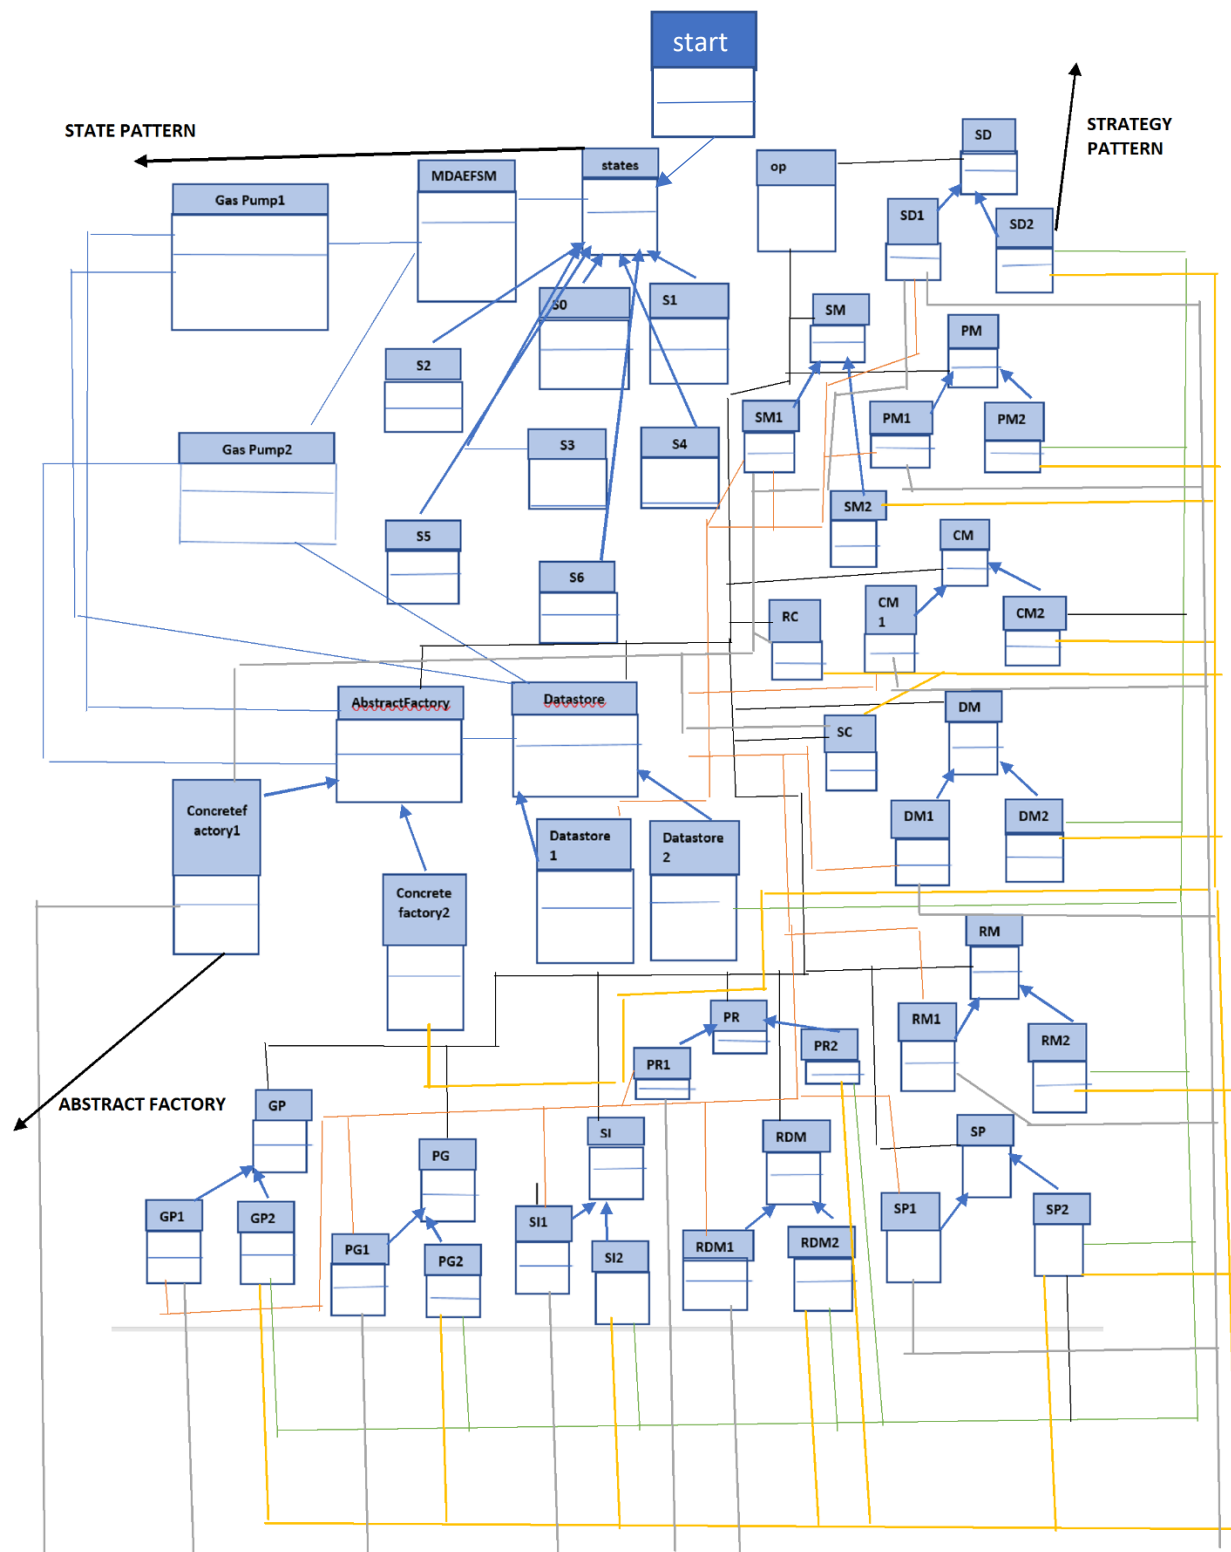 start
STATE PATTERN
STRATEGY
PATTERN
SD
states
op
MDAEFSM
Gas Pump1
SD1
SD2
S0
S1
SM
PM
S2
SM1
PM1
PM2
Gas Pump2
S3
S4
SM2
S5
CM
S6
RC
CM
1
CM2
AbstractFactory
Datastore
SC
DM
Concretef
actory1
DM1
DM2
Datastore
1
Datastore
2
Concrete
factory2
RM
PR
RM1
RM2
PR1
PR2
ABSTRACT FACTORY
GP
SI
RDM
SP
PG
GP1
GP2
SI1
SP1
SP2
PG1
PG2
SI2
RDM1
RDM2